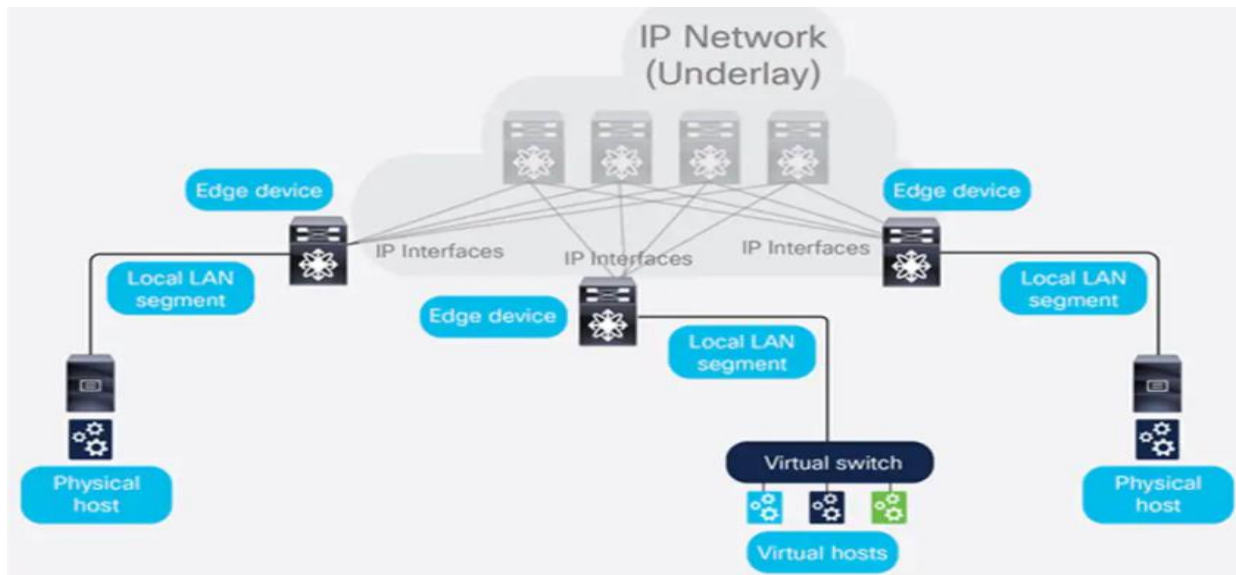 IP Network
(Underlay)
Edge device
Edge device
IP Interfaces
IP Interfaces
IP Interfaces
Local LAN
segment
Local LAN
segment
Edge device
Local LAN
segment
Virtual switch
Physical
host
Physical
host
Virtual hosts